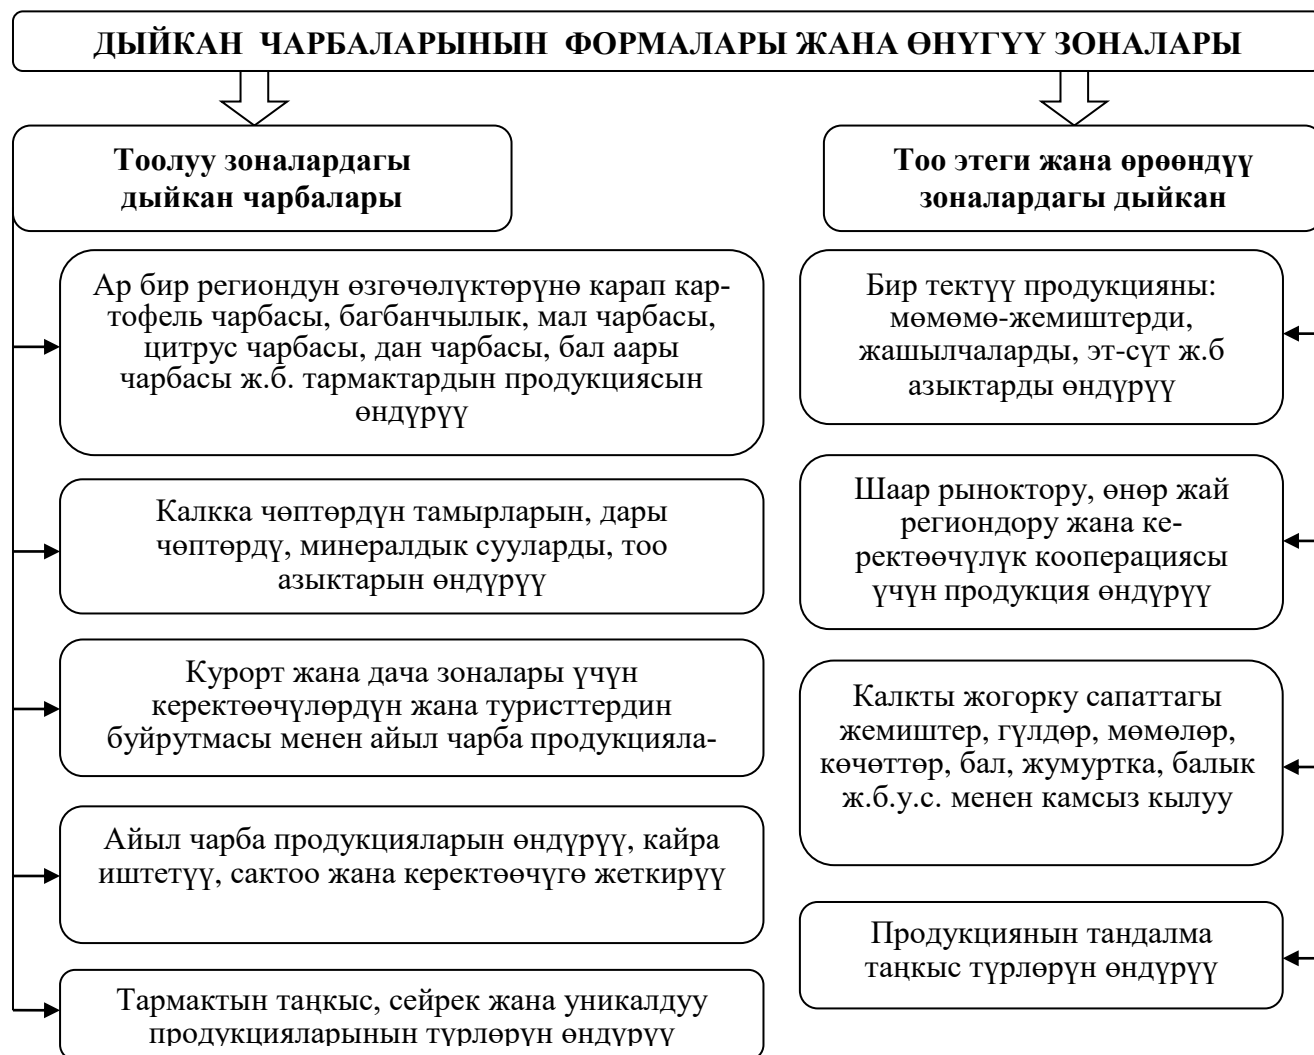 ДЫЙКАН ЧАРБАЛАРЫНЫН ФОРМАЛАРЫ ЖАНА ӨНҮГҮҮ ЗОНАЛАРЫ
Тоолуу зоналардагы
дыйкан чарбалары
Ар бир региондун өзгөчөлүктөрүнө карап кар-
тофель чарбасы, багбанчылык, мал чарбасы,
цитрус чарбасы, дан чарбасы, бал аары
чарбасы ж.б. тармактардын продукциясын
өндүрүү
Калкка чөптөрдүн тамырларын, дары
чөптөрдү, минералдык сууларды, тоо
азыктарын өндүрүү
Курорт жана дача зоналары үчүн
керектөөчүлөрдүн жана туристтердин
буйрутмасы менен айыл чарба продукцияла-
Айыл чарба продукцияларын өндүрүү, кайра
иштетүү, сактоо жана керектөөчүгө жеткирүү
Тармактын таңкыс, сейрек жана уникалдуу
продукцияларынын түрлөрүн өндүрүү
Тоо этеги жана өрөөндүү
зоналардагы дыйкан
Бир тектүү продукцияны:
мөмөмө-жемиштерди,
жашылчаларды, эт-сүт ж.б
азыктарды өндүрүү
Шаар рыноктору, өнөр жай
региондору жана ке-
ректөөчүлүк кооперациясы
үчүн продукция өндүрүү
Калкты жогорку сапаттагы
жемиштер, гүлдөр, мөмөлөр,
көчөттөр, бал, жумуртка, балык
ж.б.у.с. менен камсыз кылуу
Продукциянын тандалма
таңкыс түрлөрүн өндүрүү